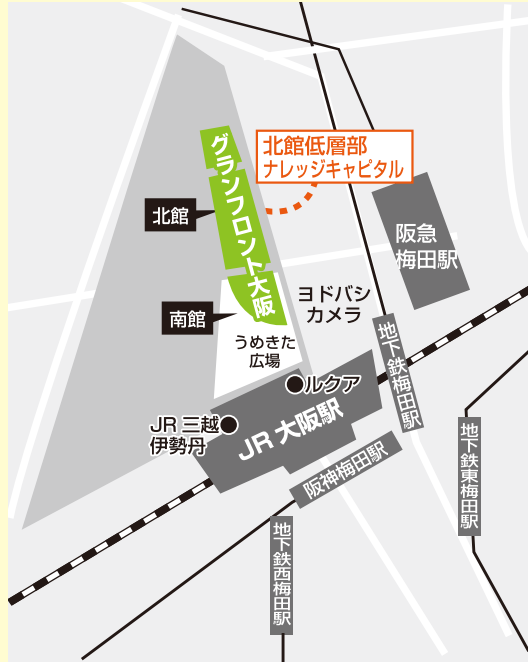 北館低層部
ナレッジキャピタル
グランフロント大阪
北館
阪急
梅田駅
南館
ヨドバシ
カメラ
うめきた
広場
地下鉄梅田駅
ルクア
JR 三越
伊勢丹
JR 大阪駅
阪神梅田駅
地下鉄東梅田駅
地下鉄西梅田駅